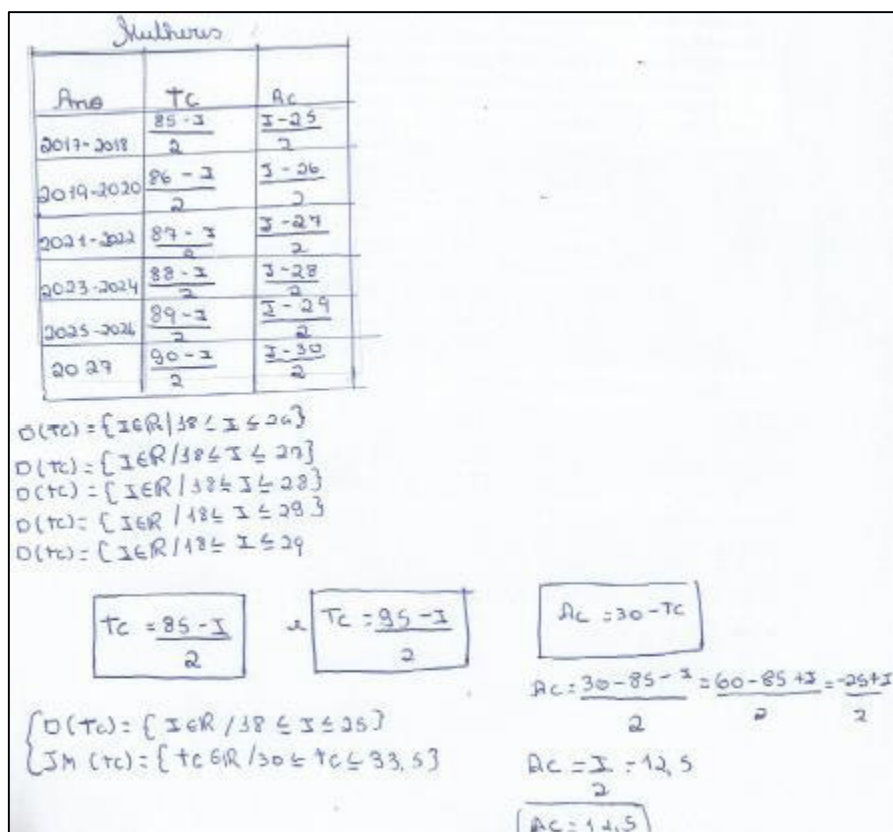 Mulheres
Ano TC Ac
2017-2018 85-I/2 I-25/2
2019-2020 86-I/2 I-26/2
2021-2022 87-I/2 I-27/2
2023-2024 88-I/2 I-28/2
2025-2026 89-I/2 I-29/2
2027 90-I/2 I-30/2
D(TC)={I∈R/18≤I≤26}
D(TC)={I∈R/18≤I≤27}
D(TC)={I∈R/18≤I≤28}
D(TC)={I∈R/18≤I≤29}
D(TC)={I∈R/18≤I≤29
TC=85-I/2 e TC=95-I/2 Ac=30-TC
Ac=30-85-I/2=60-85+I/2=-25+I/2
D(TC)={I∈R/18≤I≤25}
IM(TC)={TC∈R/30≤TC≤33,5}
Ac=I/2=12,5
Ac=12,5